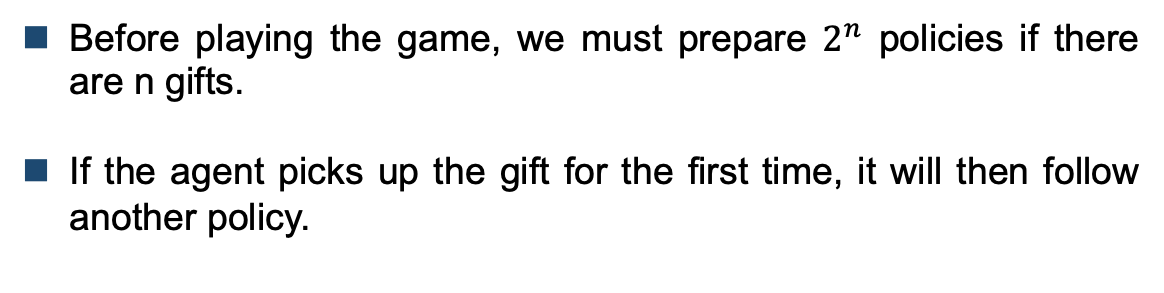 Before playing the game, we must prepare 2ⁿ policies if there
are n gifts.
If the agent picks up the gift for the first time, it will then follow
another policy.